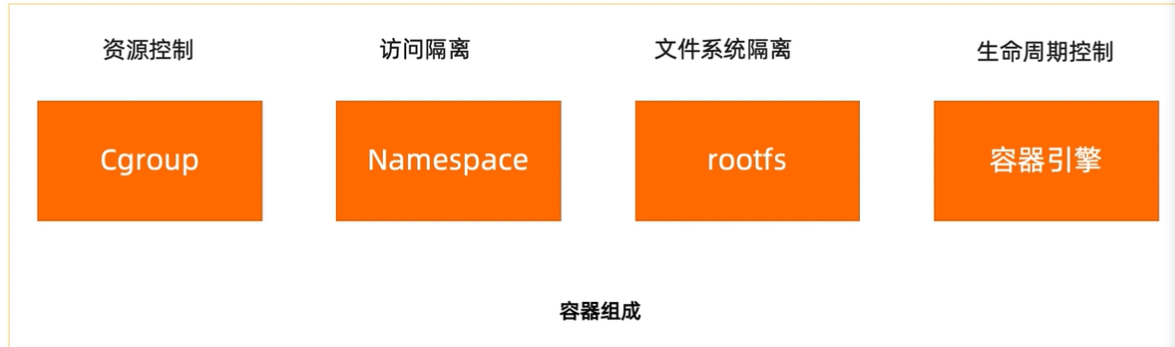 资源控制
访问隔离
文件系统隔离
生命周期控制
Cgroup
Namespace
rootfs
容器引擎
容器组成